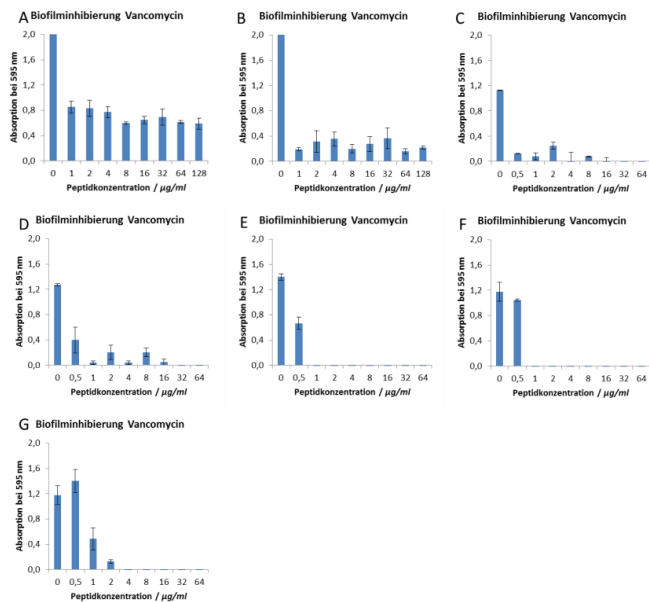 A Biofilminhibierung Vancomycin
Absorption bei 595 nm
2,0
1,6
1,2
0,8
0,4
0,0
0 1 2 4 8 16 32 64 128
Peptidkonzentration / µg/ml
B Biofilminhibierung Vancomycin
Absorption bei 595 nm
2,0
1,6
1,2
0,8
0,4
0,0
0 1 2 4 8 16 32 64 128
Peptidkonzentration / µg/ml
C Biofilminhibierung Vancomycin
Absorption bei 595 nm
2,0
1,6
1,2
0,8
0,4
0,0
0 0,5 1 2 4 8 16 32 64
Peptidkonzentration / µg/ml
D Biofilminhibierung Vancomycin
Absorption bei 595 nm
2,0
1,6
1,2
0,8
0,4
0,0
0 0,5 1 2 4 8 16 32 64
Peptidkonzentration / µg/ml
E Biofilminhibierung Vancomycin
Absorption bei 595 nm
2,0
1,6
1,2
0,8
0,4
0,0
0 0,5 1 2 4 8 16 32 64
Peptidkonzentration / µg/ml
F Biofilminhibierung Vancomycin
Absorption bei 595 nm
2,0
1,6
1,2
0,8
0,4
0,0
0 0,5 1 2 4 8 16 32 64
Peptidkonzentration / µg/ml
G Biofilminhibierung Vancomycin
Absorption bei 595 nm
2,0
1,6
1,2
0,8
0,4
0,0
0 0,5 1 2 4 8 16 32 64
Peptidkonzentration / µg/ml